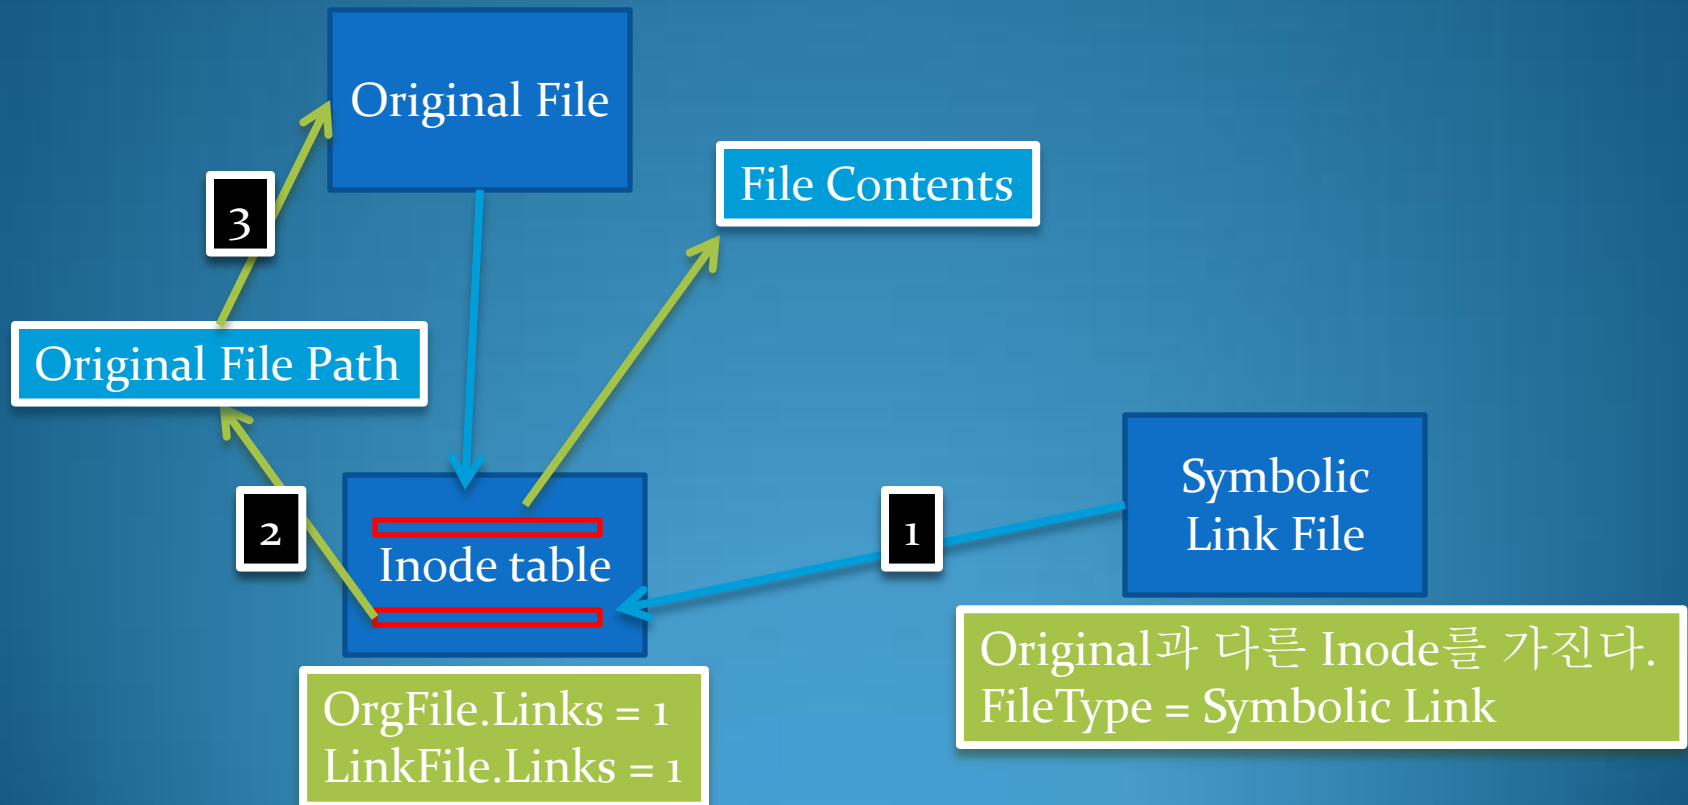 Original File
File Contents
3
Original File Path
Symbolic
Link File
2
1
Inode table
Original과 다른 Inode를 가진다.
FileType = Symbolic Link
OrgFile.Links = 1
LinkFile.Links = 1